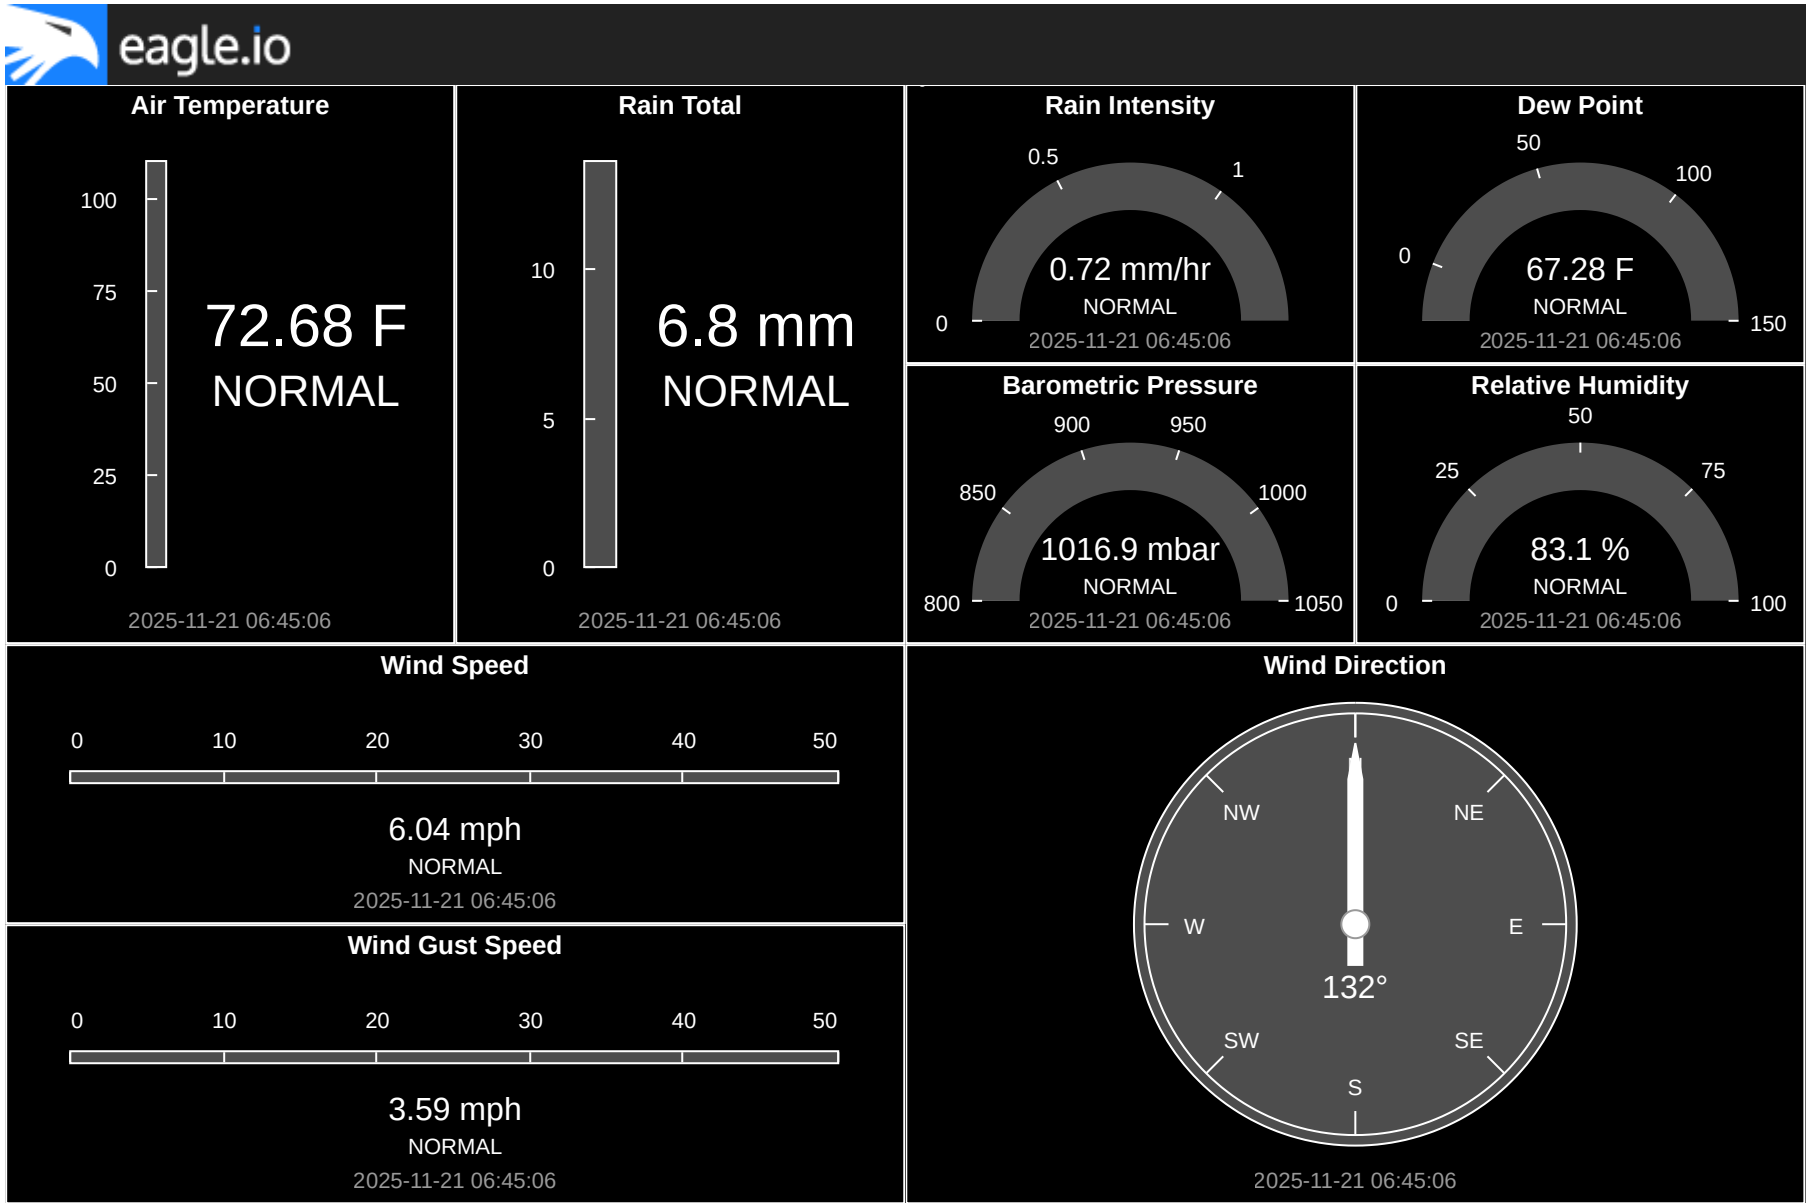 eagle.io
Air Temperature
100
75
50
25
0
72.68 F
NORMAL
2025-11-21 06:45:06
Rain Total
10
5
0
6.8 mm
NORMAL
2025-11-21 06:45:06
Rain Intensity
0
0.5
1
0.72 mm/hr
NORMAL
2025-11-21 06:45:06
Dew Point
0
50
100
150
67.28 F
NORMAL
2025-11-21 06:45:06
Barometric Pressure
800
850
900
950
1000
1050
1016.9 mbar
NORMAL
2025-11-21 06:45:06
Relative Humidity
0
25
50
75
100
83.1 %
NORMAL
2025-11-21 06:45:06
Wind Speed
0 10 20 30 40 50
6.04 mph
NORMAL
2025-11-21 06:45:06
Wind Gust Speed
0 10 20 30 40 50
3.59 mph
NORMAL
2025-11-21 06:45:06
Wind Direction
NW NE
W E
132°
SW SE
S
2025-11-21 06:45:06